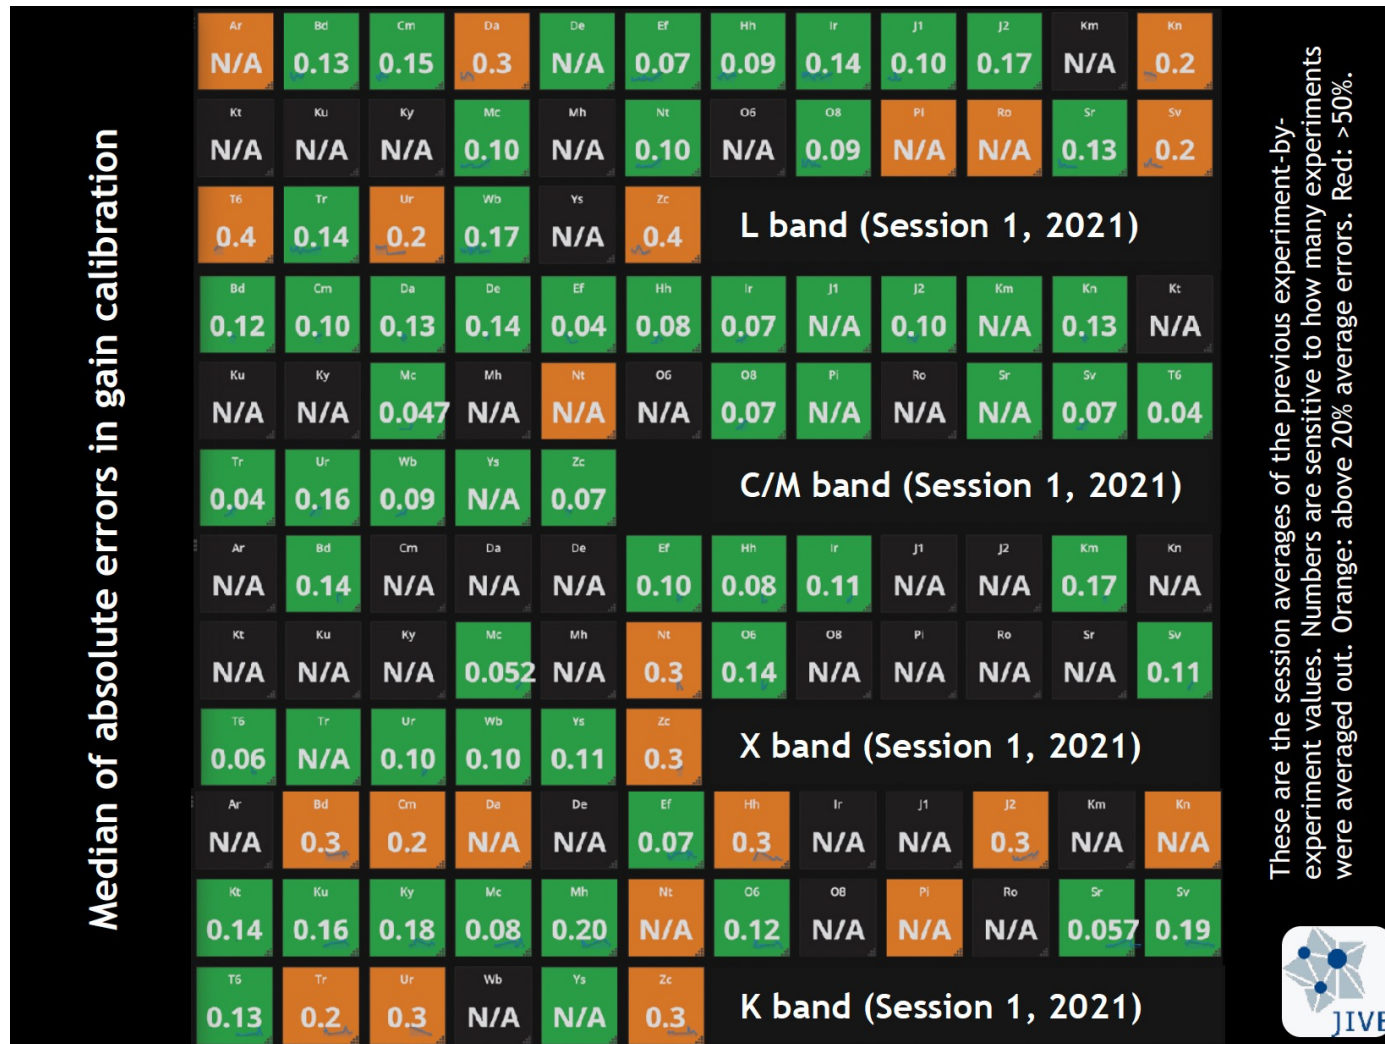 Median of absolute errors in gain calibration
Ar Bd Cm Da De Ef Hh Ir J1 J2 Km Kn
N/A 0.13 0.15 0.3 N/A 0.07 0.09 0.14 0.10 0.17 N/A 0.2
Kt Ku Ky Mc Mh Nt O6 O8 Pi Ro Sr Sv
N/A N/A N/A 0.10 N/A 0.10 N/A 0.09 N/A N/A 0.13 0.2
T6 Tr Ur Wb Ys Zc
0.4 0.14 0.2 0.17 N/A 0.4
L band (Session 1, 2021)
Bd Cm Da De Ef Hh Ir J1 J2 Km Kn Kt
0.12 0.10 0.13 0.14 0.04 0.08 0.07 N/A 0.10 N/A 0.13 N/A
Ku Ky Mc Mh Nt O6 O8 Pi Ro Sr Sv T6
N/A N/A 0.047 N/A N/A N/A 0.07 N/A N/A N/A 0.07 0.04
Tr Ur Wb Ys Zc
0.04 0.16 0.09 N/A 0.07
C/M band (Session 1, 2021)
Ar Bd Cm Da De Ef Hh Ir J1 J2 Km Kn
N/A 0.14 N/A N/A N/A 0.10 0.08 0.11 N/A N/A 0.17 N/A
Kt Ku Ky Mc Mh Nt O6 O8 Pi Ro Sr Sv
N/A N/A N/A 0.052 N/A 0.3 0.14 N/A N/A N/A N/A 0.11
T6 Tr Ur Wb Ys Zc
0.06 N/A 0.10 0.10 0.11 0.3
X band (Session 1, 2021)
Ar Bd Cm Da De Ef Hh Ir J1 J2 Km Kn
N/A 0.3 0.2 N/A N/A 0.07 0.3 N/A N/A 0.3 N/A N/A
Kt Ku Ky Mc Mh Nt O6 O8 Pi Ro Sr Sv
0.14 0.16 0.18 0.08 0.20 N/A 0.12 N/A N/A N/A 0.057 0.19
T6 Tr Ur Wb Ys Zc
0.13 0.2 0.3 N/A N/A 0.3
K band (Session 1, 2021)
These are the session averages of the previous experiment-by-
experiment values. Numbers are sensitive to how many experiments
were averaged out. Orange: above 20% average errors. Red: >50%.
JIVE